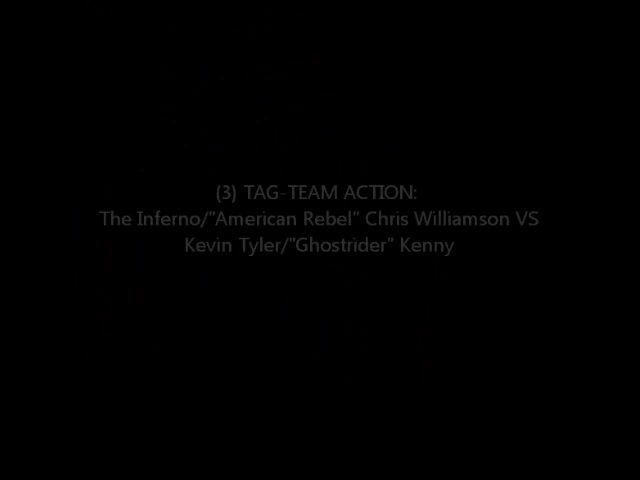 (3) TAG-TEAM ACTION:
The Inferno/"American Rebel" Chris Williamson VS
Kevin Tyler/"Ghostrider" Kenny